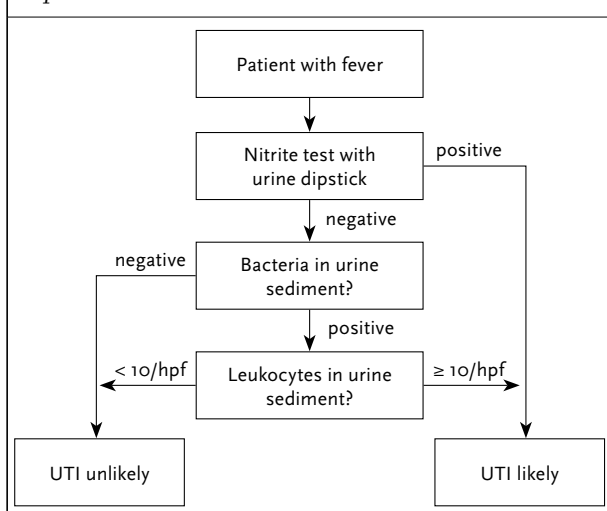 Patient with fever
Nitrite test with
urine dipstick
positive
negative
negative
Bacteria in urine
sediment?
positive
< 10/hpf
Leukocytes in urine
sediment?
≥ 10/hpf
UTI unlikely
UTI likely